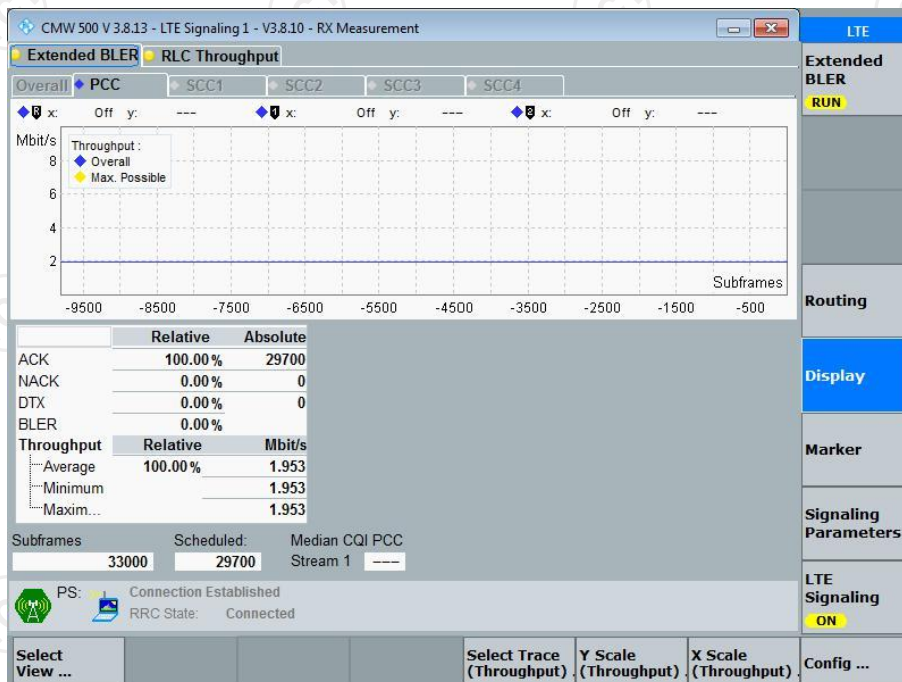 CMW 500 V 3.8.13 - LTE Signaling 1 - V3.8.10 - RX Measurement
LTE
Extended BLER RLC Throughput
Extended BLER
RUN
Overall PCC SCC1 SCC2 SCC3 SCC4
R x: Off y: --- 1 x: Off y: --- 2 x: Off y: ---
Mbit/s
Throughput :
Overall
Max. Possible
8
6
4
2
Subframes
-9500 -8500 -7500 -6500 -5500 -4500 -3500 -2500 -1500 -500
Routing
Relative Absolute
ACK 100.00 % 29700
NACK 0.00 % 0
DTX 0.00 % 0
BLER 0.00 %
Throughput Relative Mbit/s
Average 100.00 % 1.953
Minimum 1.953
Maxim... 1.953
Display
Marker
Signaling Parameters
Subframes Scheduled: Median CQI PCC
33000 29700 Stream 1 ---
PS: Connection Established
RRC State: Connected
LTE Signaling
ON
Select View ...
Select Trace (Throughput)
Y Scale (Throughput)
X Scale (Throughput)
Config ...